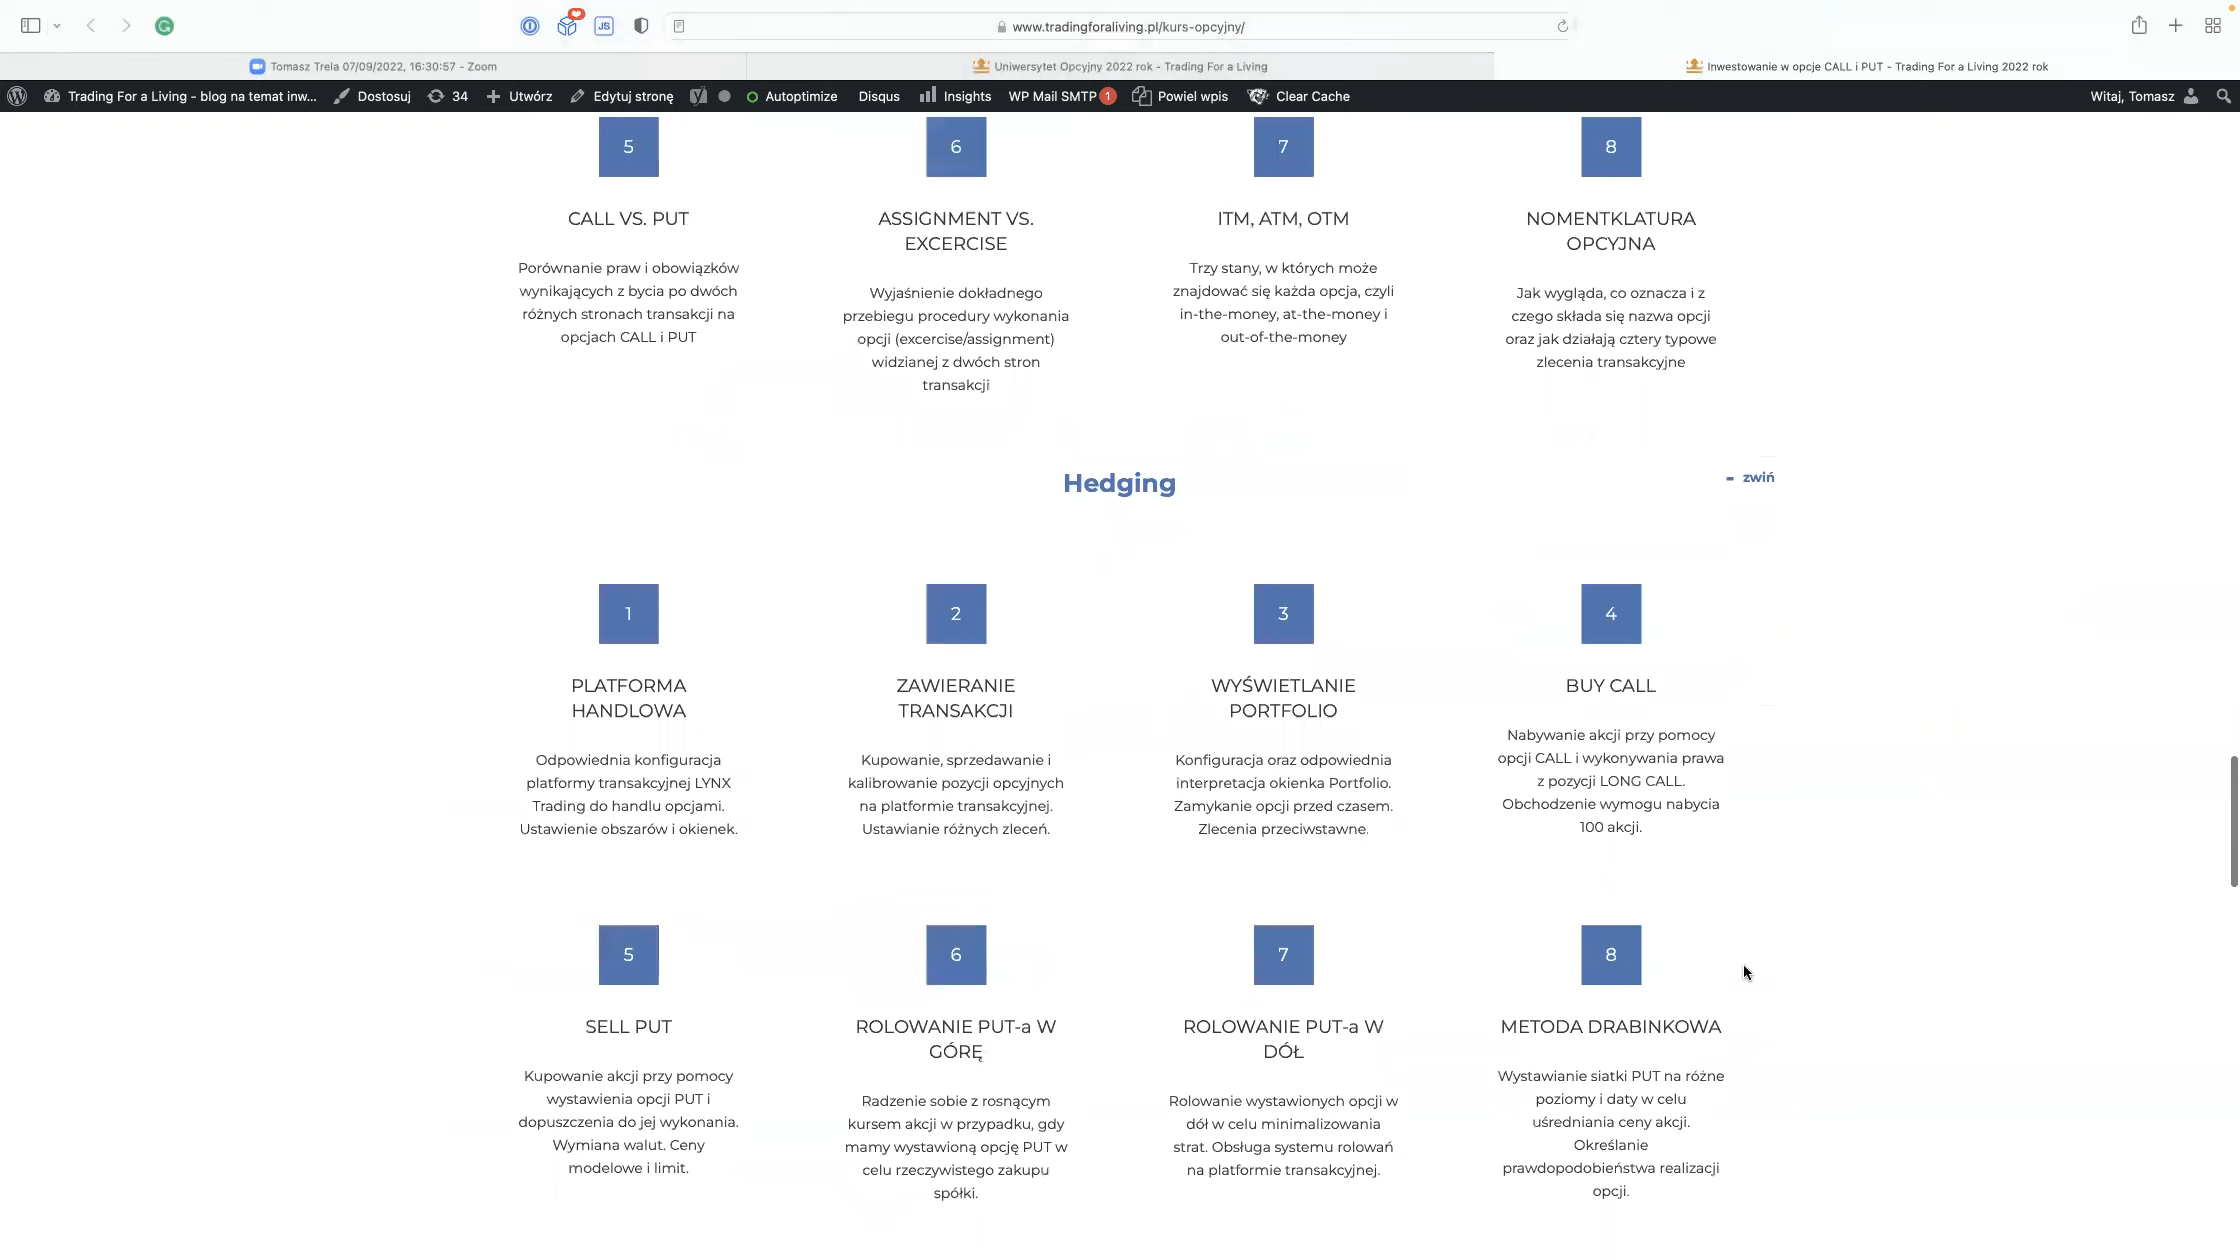 www.tradingforaliving.pl/kurs-opcyjny/
Tomasz Trela 07/09/2022, 16:30:57 - Zoom
Uniwersytet Opcyjny 2022 rok - Trading For a Living
Inwestowanie w opcje CALL i PUT - Trading For a Living 2022 rok
Trading For a Living - blog na temat inw... Dostosuj 34 Utwórz Edytuj stronę Autoptimize Disqus Insights WP Mail SMTP 1 Powiel wpis Clear Cache Witaj, Tomasz
5
CALL VS. PUT
Porównanie praw i obowiązków
wynikających z bycia po dwóch
różnych stronach transakcji na
opcjach CALL i PUT
6
ASSIGNMENT VS.
EXCERCISE
Wyjaśnienie dokładnego
przebiegu procedury wykonania
opcji (excercise/assignment)
widzianej z dwóch stron
transakcji
7
ITM, ATM, OTM
Trzy stany, w których może
znajdować się każda opcja, czyli
in-the-money, at-the-money i
out-of-the-money
8
NOMENTKLATURA
OPCYJNA
Jak wygląda, co oznacza i z
czego składa się nazwa opcji
oraz jak działają cztery typowe
zlecenia transakcyjne
Hedging
- zwiń
1
PLATFORMA
HANDLOWA
Odpowiednia konfiguracja
platformy transakcyjnej LYNX
Trading do handlu opcjami.
Ustawienie obszarów i okienek.
2
ZAWIERANIE
TRANSAKCJI
Kupowanie, sprzedawanie i
kalibrowanie pozycji opcyjnych
na platformie transakcyjnej.
Ustawianie różnych zleceń.
3
WYŚWIETLANIE
PORTFOLIO
Konfiguracja oraz odpowiednia
interpretacja okienka Portfolio.
Zamykanie opcji przed czasem.
Zlecenia przeciwstawne.
4
BUY CALL
Nabywanie akcji przy pomocy
opcji CALL i wykonywania prawa
z pozycji LONG CALL.
Obchodzenie wymogu nabycia
100 akcji.
5
SELL PUT
Kupowanie akcji przy pomocy
wystawienia opcji PUT i
dopuszczenia do jej wykonania.
Wymiana walut. Ceny
modelowe i limit.
6
ROLOWANIE PUT-a W
GÓRĘ
Radzenie sobie z rosnącym
kursem akcji w przypadku, gdy
mamy wystawioną opcję PUT w
celu rzeczywistego zakupu
spółki.
7
ROLOWANIE PUT-a W
DÓŁ
Rolowanie wystawionych opcji w
dół w celu minimalizowania
strat. Obsługa systemu rolowań
na platformie transakcyjnej.
8
METODA DRABINKOWA
Wystawianie siatki PUT na różne
poziomy i daty w celu
uśredniania ceny akcji.
Określanie
prawdopodobieństwa realizacji
opcji.